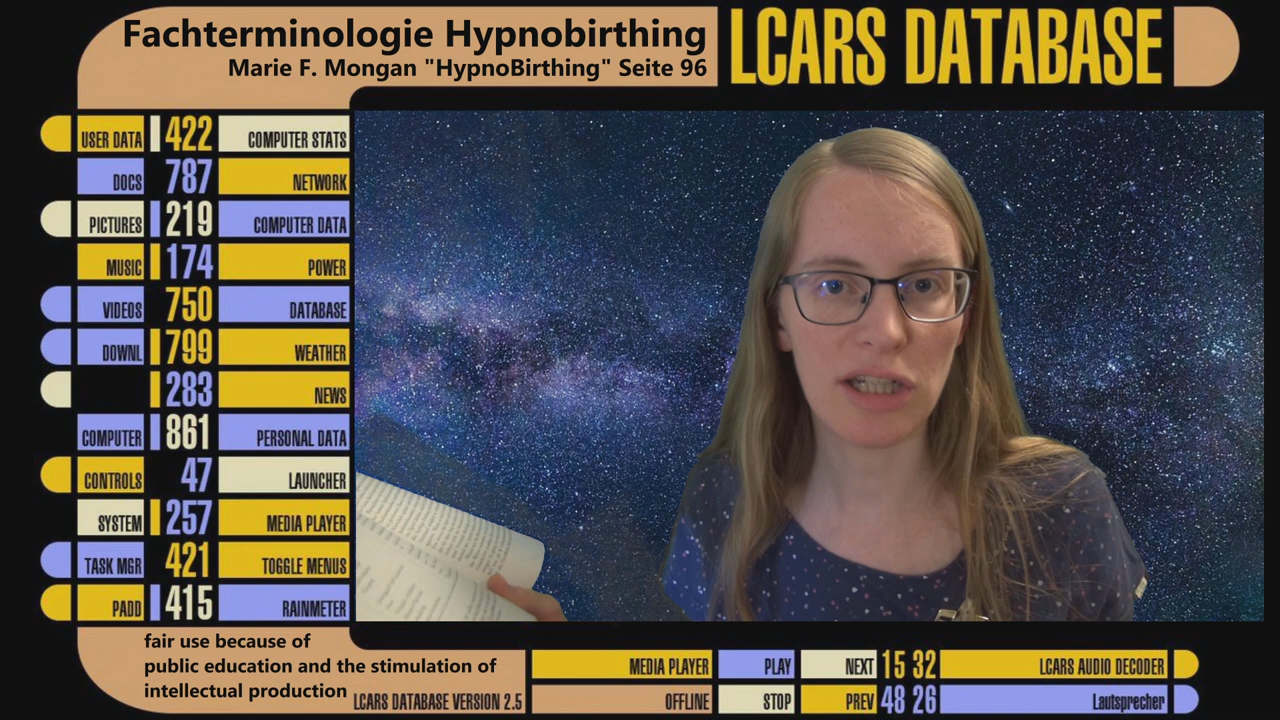 Fachterminologie Hypnobirthing
Marie F. Mongan "HypnoBirthing" Seite 96
LCARS DATABASE
USER DATA 422 COMPUTER STATS
DOCS 787 NETWORK
PICTURES 219 COMPUTER DATA
MUSIC 174 POWER
VIDEOS 750 DATABASE
DOWNL 799 WEATHER
283 NEWS
COMPUTER 861 PERSONAL DATA
CONTROLS 47 LAUNCHER
SYSTEM 257 MEDIA PLAYER
TASK MGR 421 TOGGLE MENUS
PADD 415 RAINMETER
fair use because of
public education and the stimulation of
intellectual production
LCARS DATABASE VERSION 2.5
MEDIA PLAYER PLAY NEXT 15 32 LCARS AUDIO DECODER
OFFLINE STOP PREV 48 26 Lautsprecher